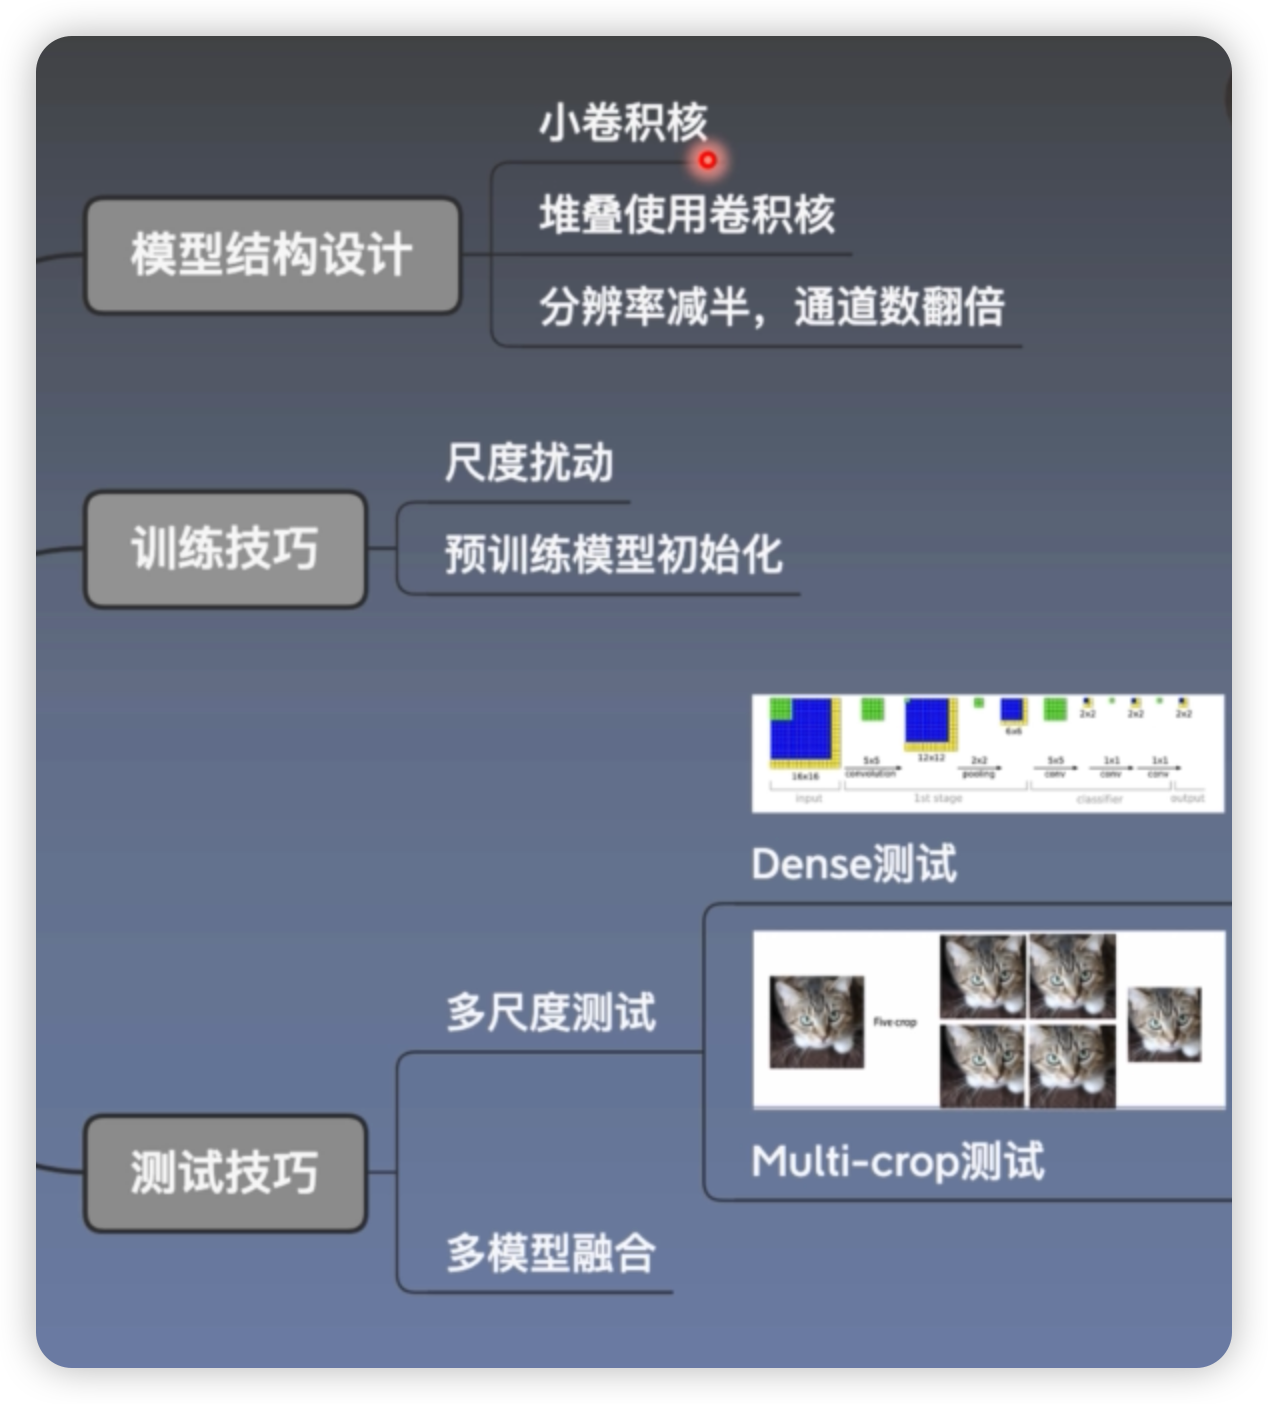 小卷积核
堆叠使用卷积核
模型结构设计
分辨率减半，通道数翻倍
尺度扰动
训练技巧
预训练模型初始化
2x2 2x2 2x2
6x6
12x12
5x5 2x2 5x5 1x1 1x1
convolution pooling conv conv conv
16x16
input 1st stage classifier output
Dense测试
多尺度测试
Five crop
Multi-crop测试
测试技巧
多模型融合